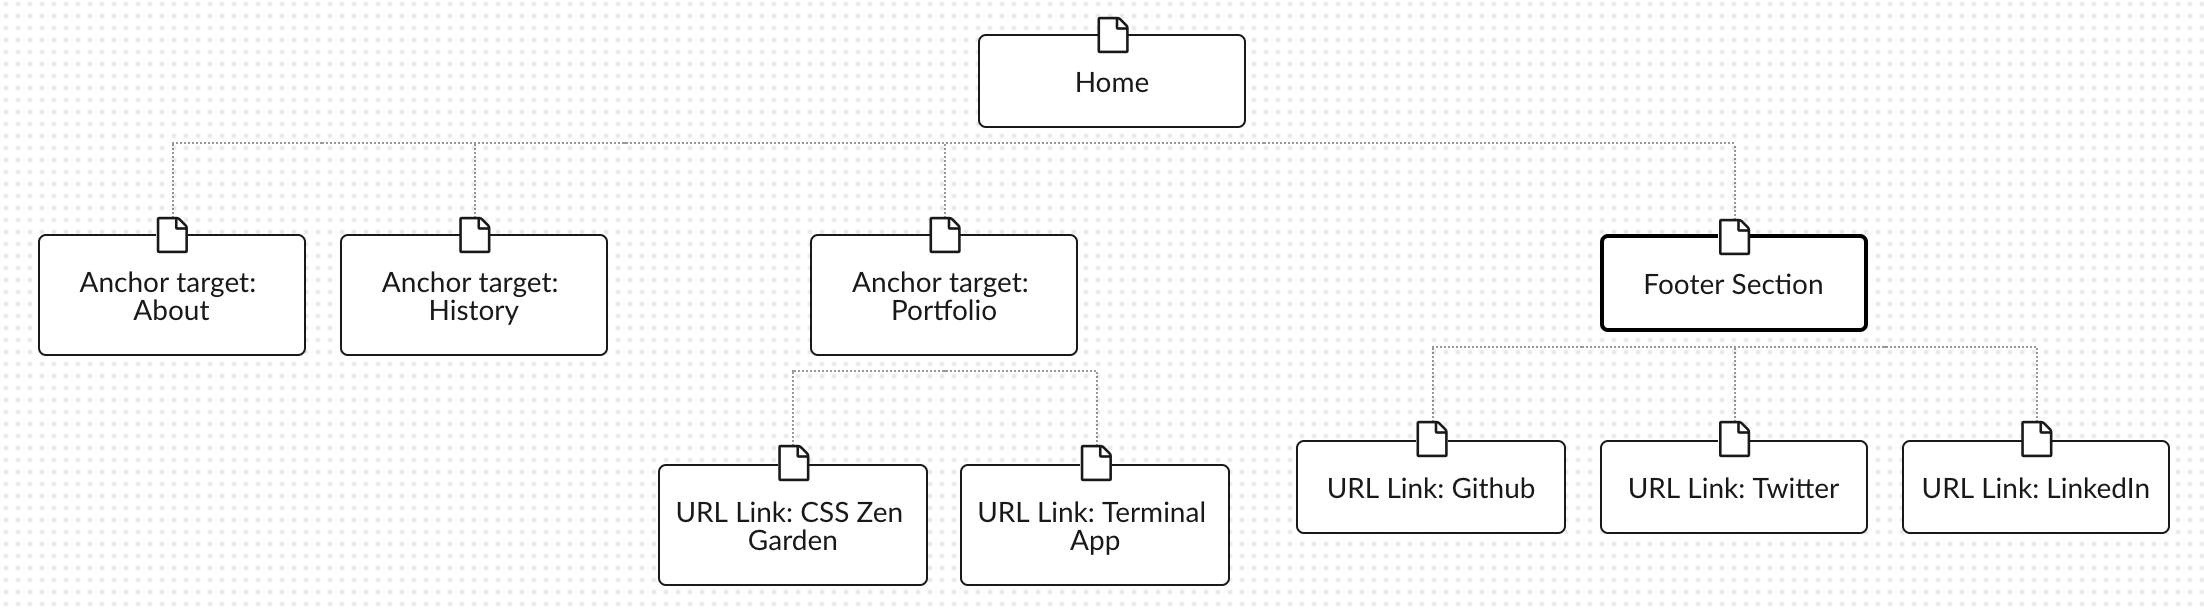 Home
Anchor target:
About
Anchor target:
History
Anchor target:
Portfolio
Footer Section
URL Link: CSS Zen
Garden
URL Link: Terminal
App
URL Link: Github
URL Link: Twitter
URL Link: LinkedIn